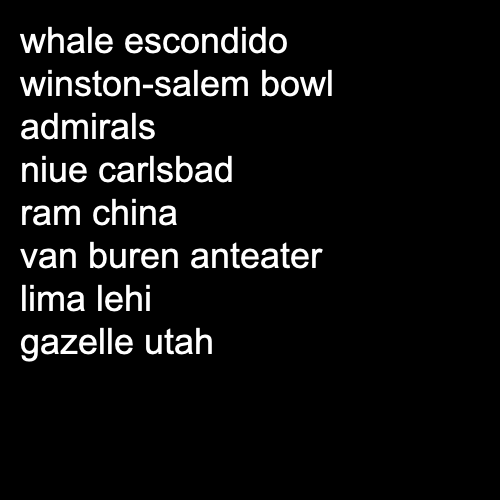 whale escondido
winston-salem bowl
admirals
niue carlsbad
ram china
van buren anteater
lima lehi
gazelle utah